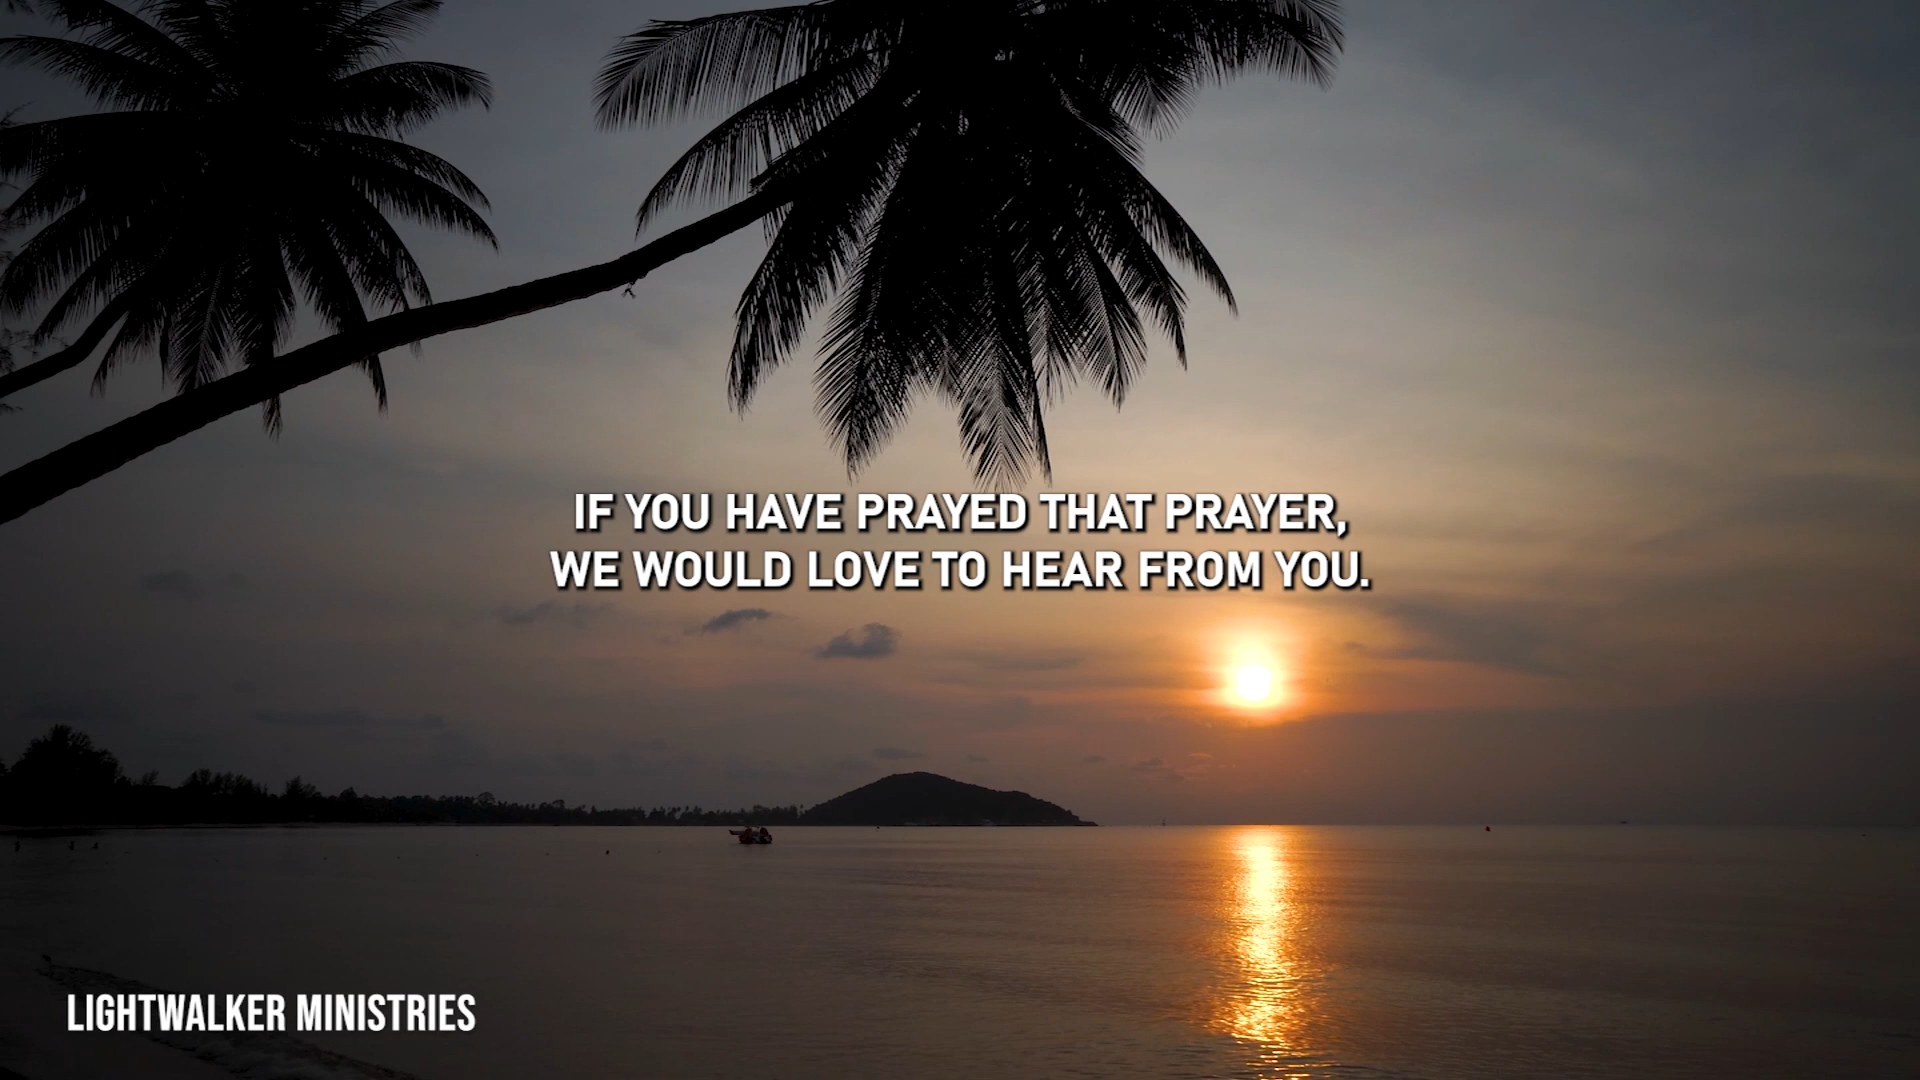 IF YOU HAVE PRAYED THAT PRAYER,
WE WOULD LOVE TO HEAR FROM YOU.
LIGHTWALKER MINISTRIES